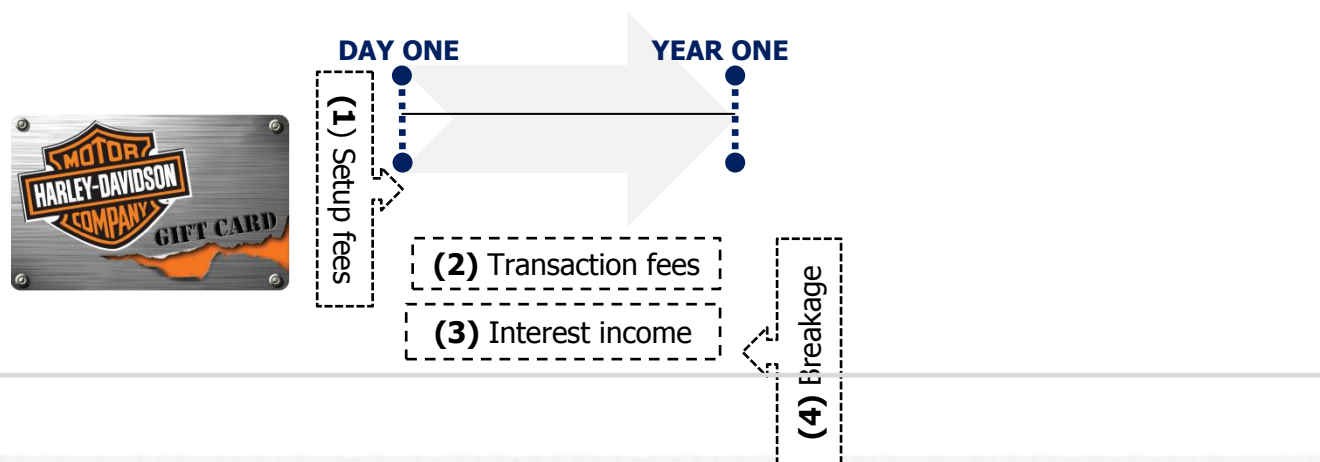 DAY ONE
YEAR ONE
MOTOR
HARLEY-DAVIDSON
COMPANY
GIFT CARD
(1) Setup fees
(2) Transaction fees
(3) Interest income
(4) Breakage